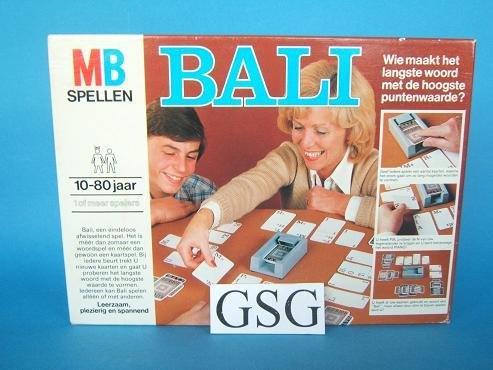 MB
SPELLEN
BALI
Wie maakt het
langste woord
met de hoogste
puntenwaarde?
10-80 jaar
1 of meer spelers
Bali, een eindeloos
afwisselend spel. Het is
méér dan zomaar een
woordspel en méér dan
gewoon een kaartspel. Bij
iedere beurt trekt U
nieuwe kaarten en gaat U
proberen het langste
woord met de hoogste
waarde te vormen.
Iedereen kan Bali spelen
alléén of met anderen.
Leerzaam,
plezierig en spannend
GSG